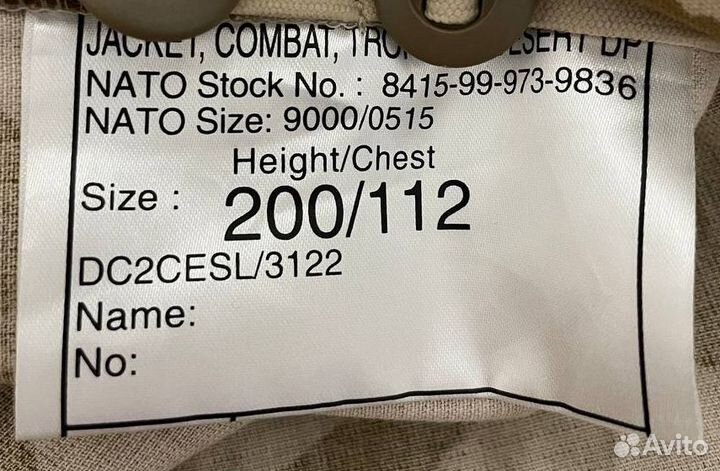 JACKET, COMBAT, DP
NATO Stock No. : 8415-99-973-9836
NATO Size: 9000/0515
Height/Chest
Size : 200/112
DC2CESL/3122
Name:
No:
Avito